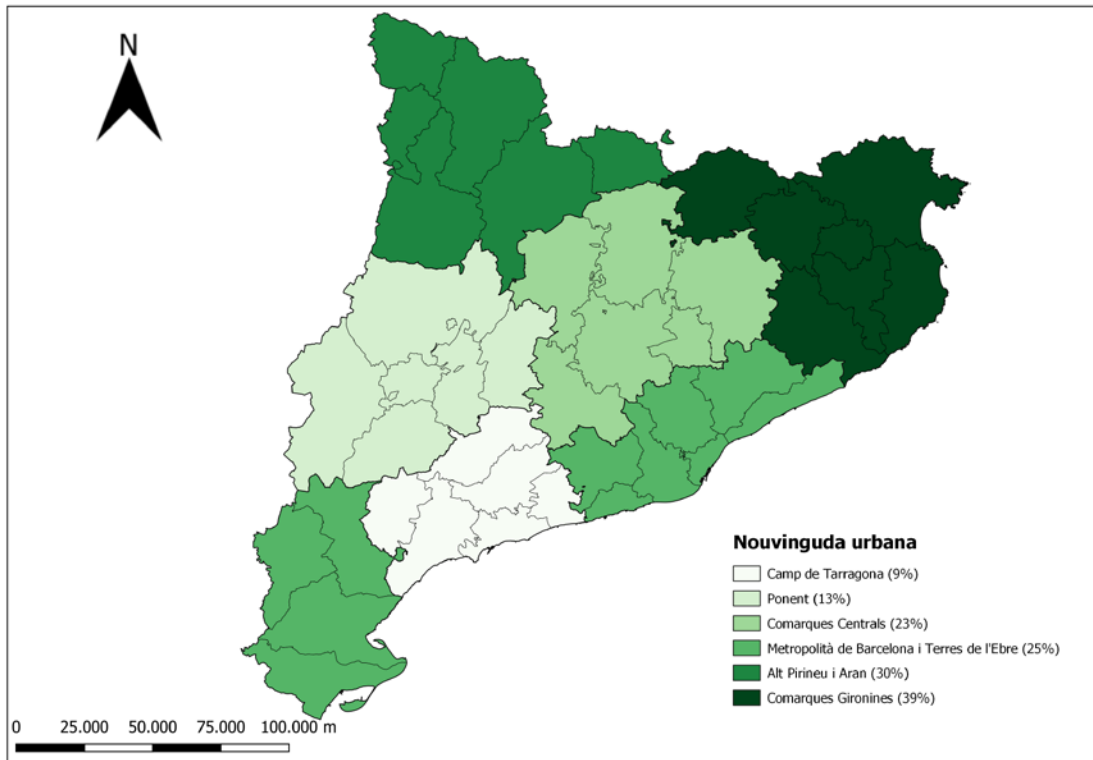 N
Nouvinguda urbana
Camp de Tarragona (9%)
Ponent (13%)
Comarques Centrals (23%)
Metropolità de Barcelona i Terres de l'Ebre (25%)
Alt Pirineu i Aran (30%)
Comarques Gironines (39%)
0 25.000 50.000 75.000 100.000 m